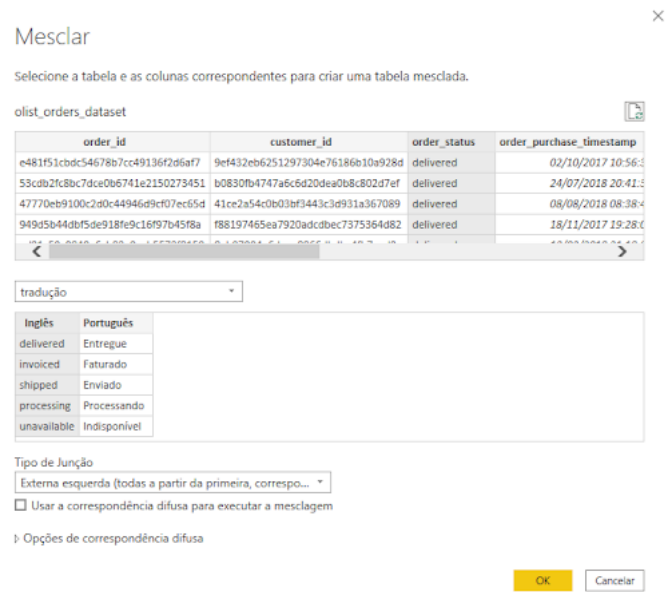 Mesclar
Selecione a tabela e as colunas correspondentes para criar uma tabela mesclada.
olist_orders_dataset
order_id customer_id order_status order_purchase_timestamp
e481f51cbdc54678b7cc49136f2d6af7 9ef432eb6251297304e76186b10a928d delivered 02/10/2017 10:56:
53cdb2fc8bc7dce0b6741e2150273451 b0830fb4747a6c6d20dea0b8c802d7ef delivered 24/07/2018 20:41:
47770eb9100c2d0c44946d9cf07ec65d 41ce2a54c0b03bf3443c3d931a367089 delivered 08/08/2018 08:38:
949d5b44dbf5de918fe9c16f97b45f8a f88197465ea7920adcdbec7375364d82 delivered 18/11/2017 19:28:
tradução
Inglês Português
delivered Entregue
invoiced Faturado
shipped Enviado
processing Processando
unavailable Indisponível
Tipo de Junção
Externa esquerda (todas a partir da primeira, correspo...
Usar a correspondência difusa para executar a mesclagem
Opções de correspondência difusa
OK Cancelar